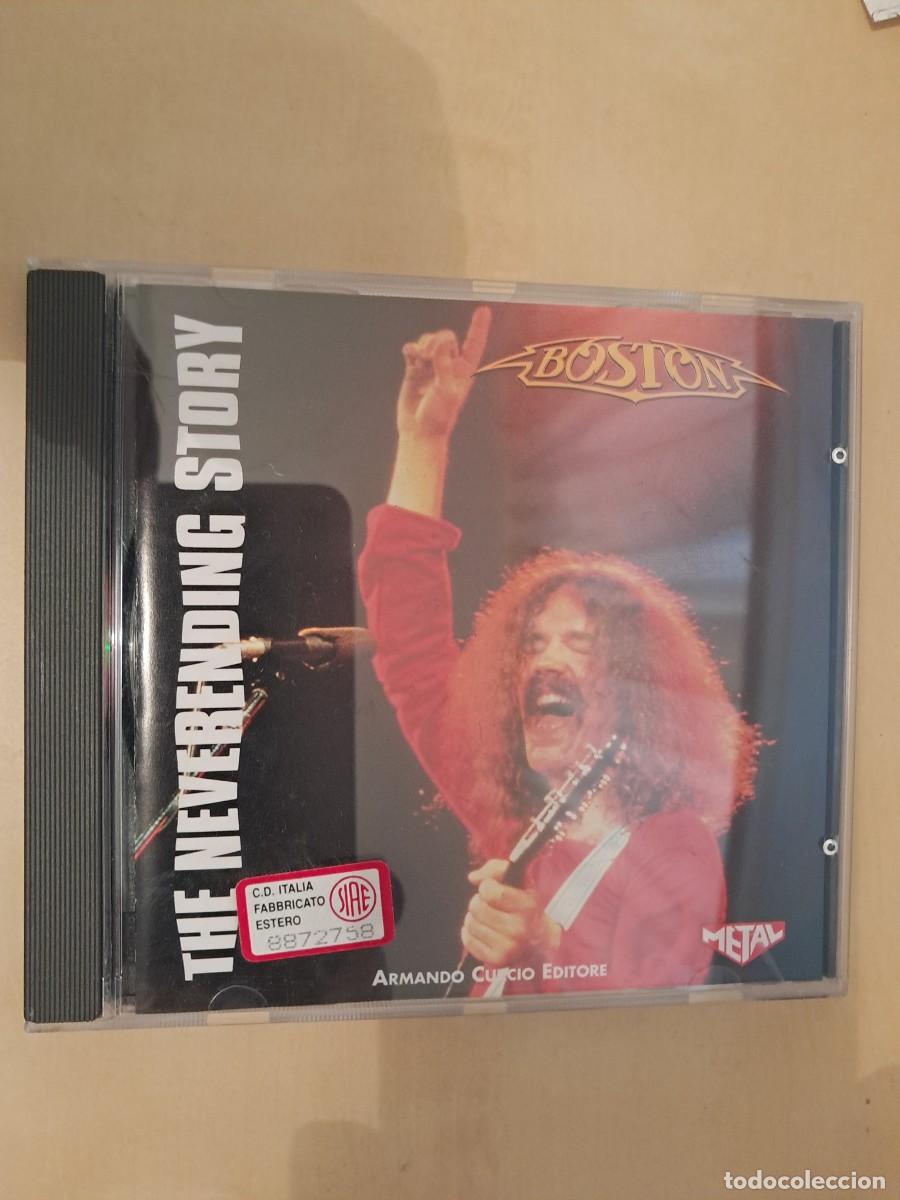 BOSTON
THE NEVERENDING STORY
C.D. ITALIA
FABBRICATO
ESTERO
SIAE
8872758
METAL
ARMANDO CURCIO EDITORE
todocoleccion